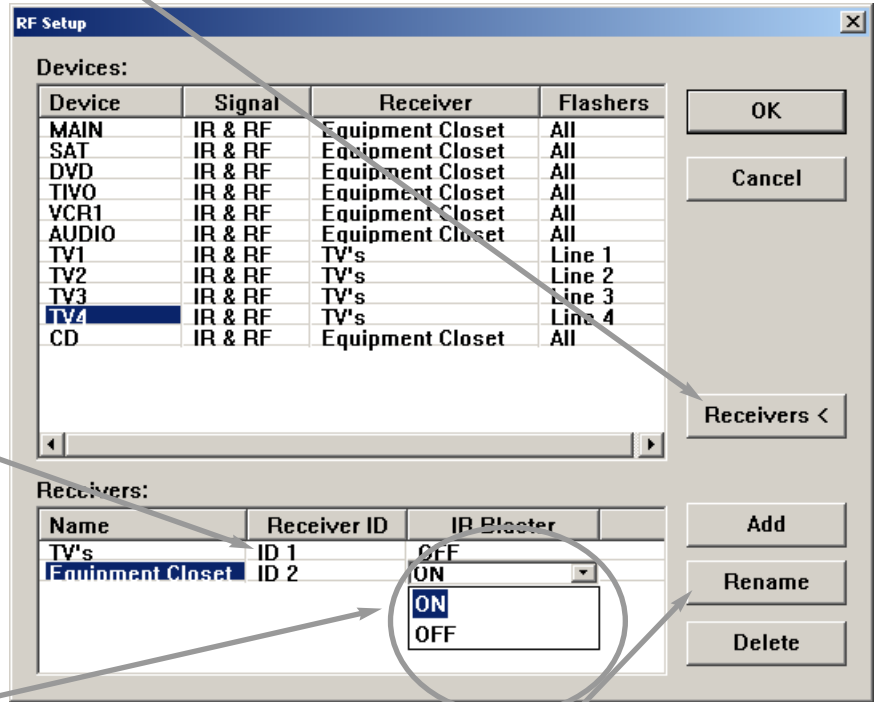 RF Setup
Devices:
Device Signal Receiver Flashers
MAIN IR & RF Equipment Closet All
SAT IR & RF Equipment Closet All
DVD IR & RF Equipment Closet All
TIVO IR & RF Equipment Closet All
VCR1 IR & RF Equipment Closet All
AUDIO IR & RF Equipment Closet All
TV1 IR & RF TV's Line 1
TV2 IR & RF TV's Line 2
TV3 IR & RF TV's Line 3
TV4 IR & RF TV's Line 4
CD IR & RF Equipment Closet All
OK
Cancel
Receivers <
Receivers:
Name Receiver ID IR Blaster
TV's ID 1 OFF
Equipment Closet ID 2 ON
ON
OFF
Add
Rename
Delete